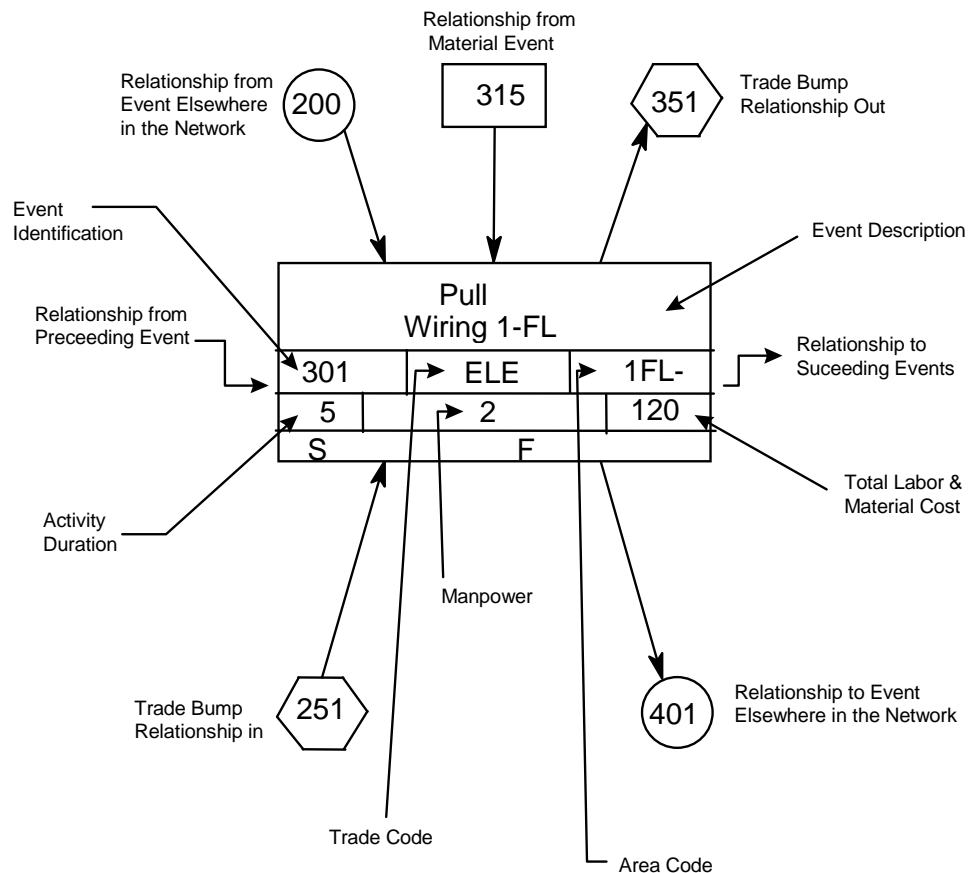 Relationship from
Material Event
315
Relationship from
Event Elsewhere
in the Network
200
351
Trade Bump
Relationship Out
Event
Identification
Event Description
Pull
Wiring 1-FL
Relationship from
Preceeding Event
301
ELE
1FL-
Relationship to
Suceeding Events
5
2
120
S
F
Total Labor &
Material Cost
Activity
Duration
Manpower
Trade Bump
Relationship in
251
401
Relationship to Event
Elsewhere in the Network
Trade Code
Area Code